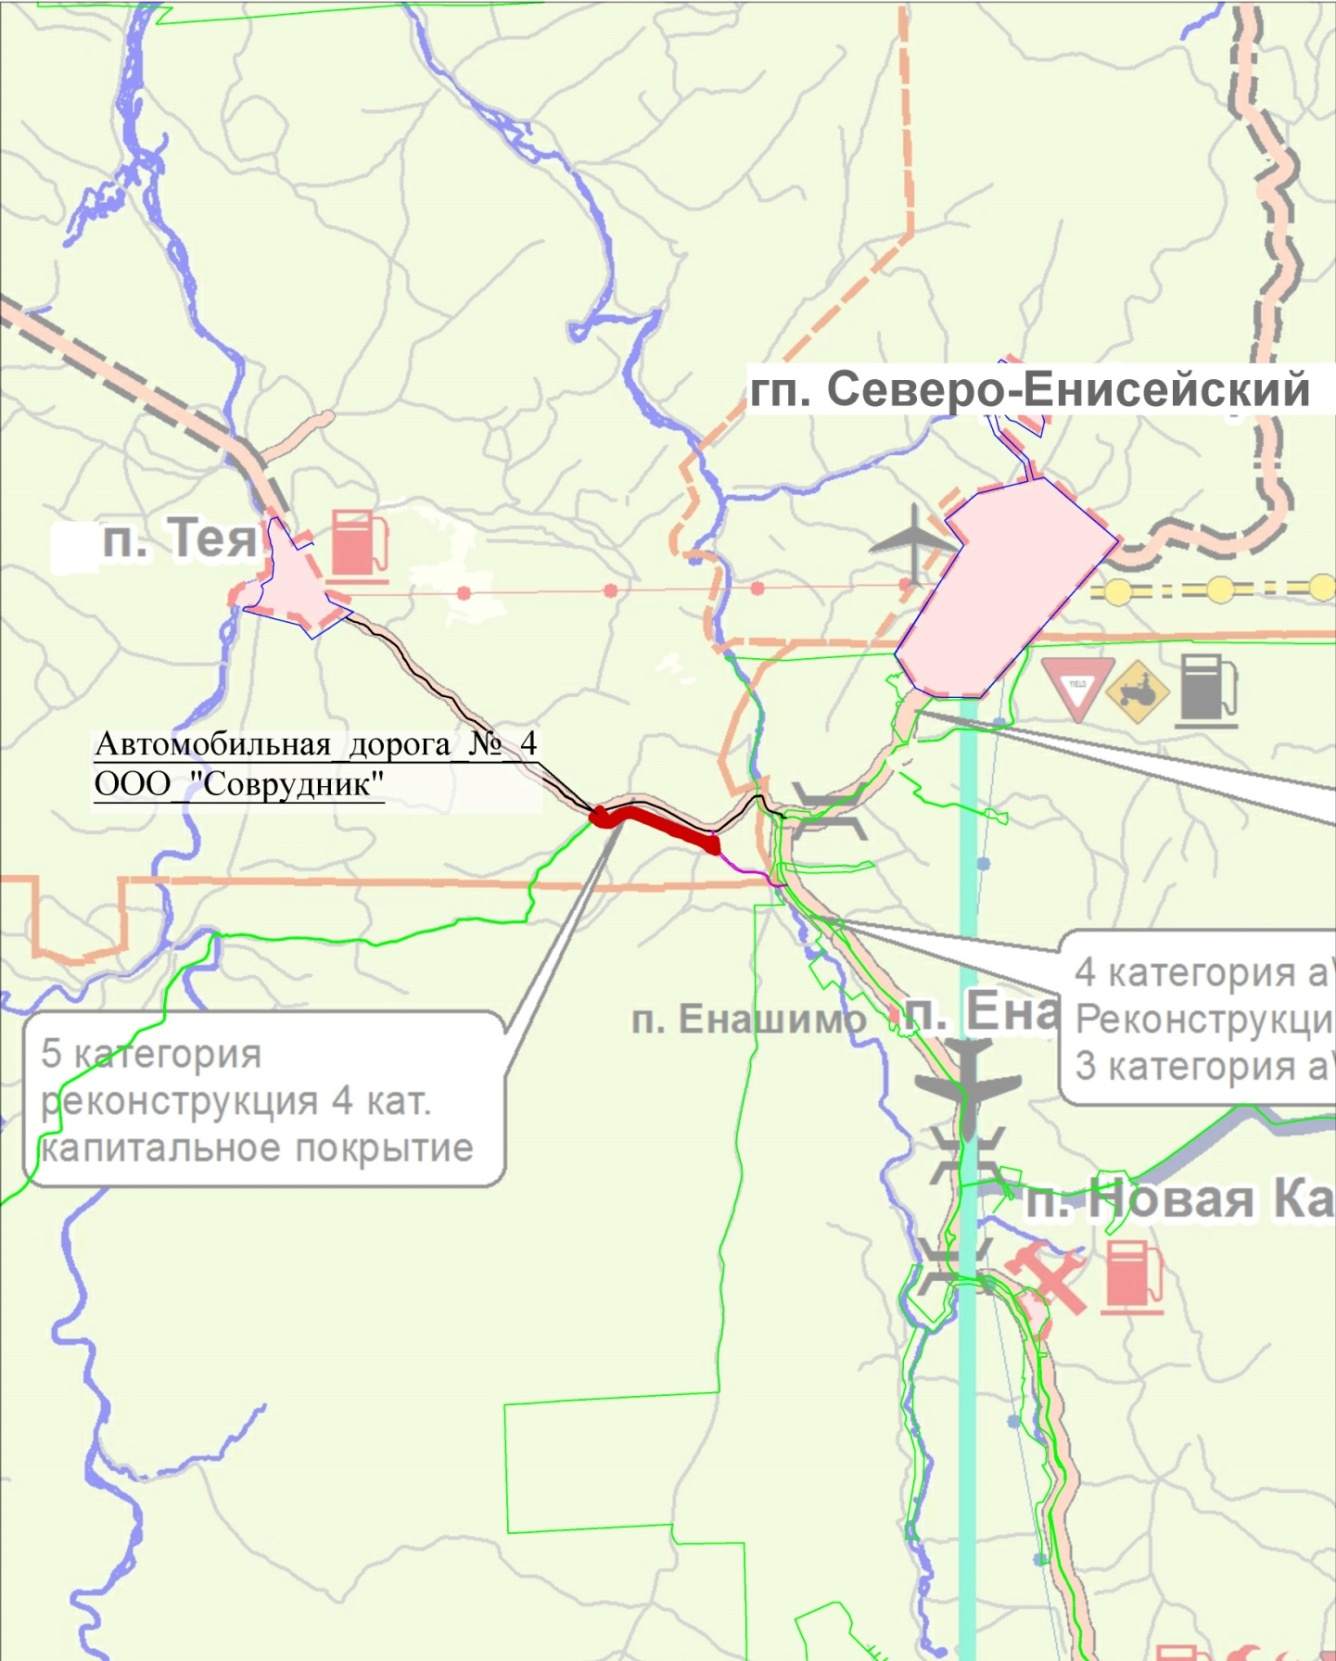 гп. Северо-Енисейский
п. Тея
YIELD
Автомобильная_дорога_№_4
ООО_"Соврудник"
4 категория а\
Реконструкци
3 категория а\
п. Енашимо
п. Ена
5 категория
реконструкция 4 кат.
капитальное покрытие
п. Новая Ка